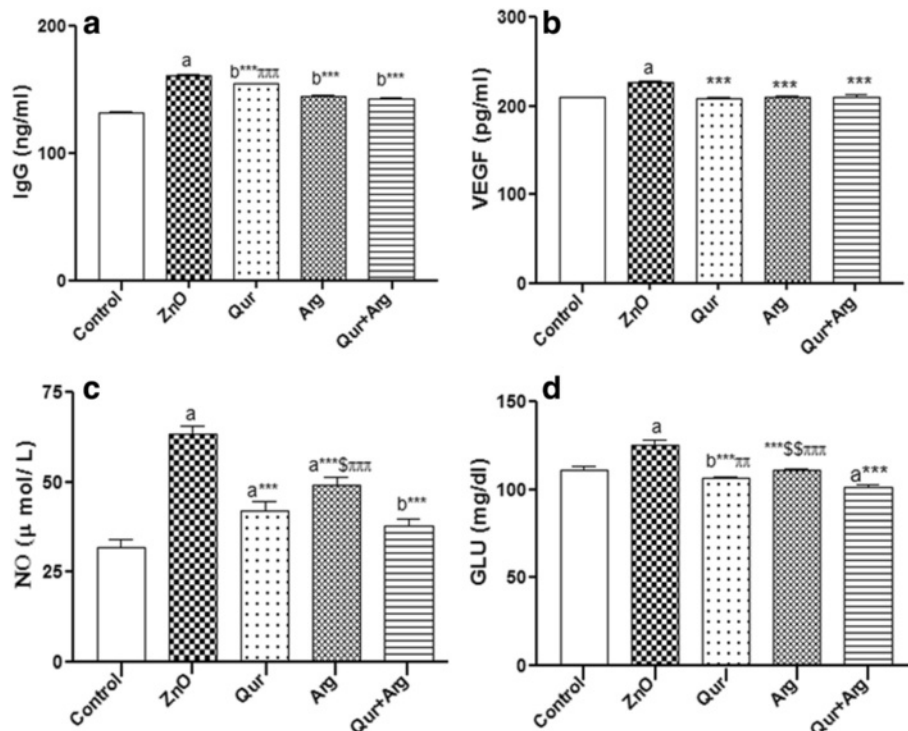 a
IgG (ng/ml)
200
100
0
a
b***πππ
b***
b***
Control
ZnO
Qur
Arg
Qur+Arg
b
VEGF (pg/ml)
300
200
100
0
a
***
***
***
Control
ZnO
Qur
Arg
Qur+Arg
c
NO (μ mol/ L)
75
50
25
0
a
a***
a***$πππ
b***
Control
ZnO
Qur
Arg
Qur+Arg
d
GLU (mg/dl)
150
100
50
0
a
b***ππ
***$$πππ
a***
Control
ZnO
Qur
Arg
Qur+Arg